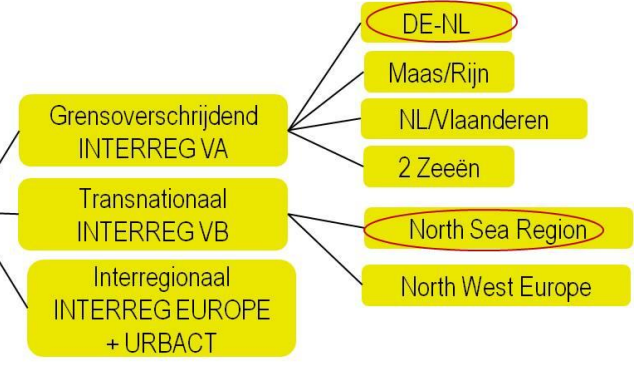 DE-NL
Maas/Rijn
NL/Vlaanderen
2 Zeeën
Grensoverschrijdend
INTERREG VA
Transnationaal
INTERREG VB
North Sea Region
North West Europe
Interregionaal
INTERREG EUROPE
+ URBACT